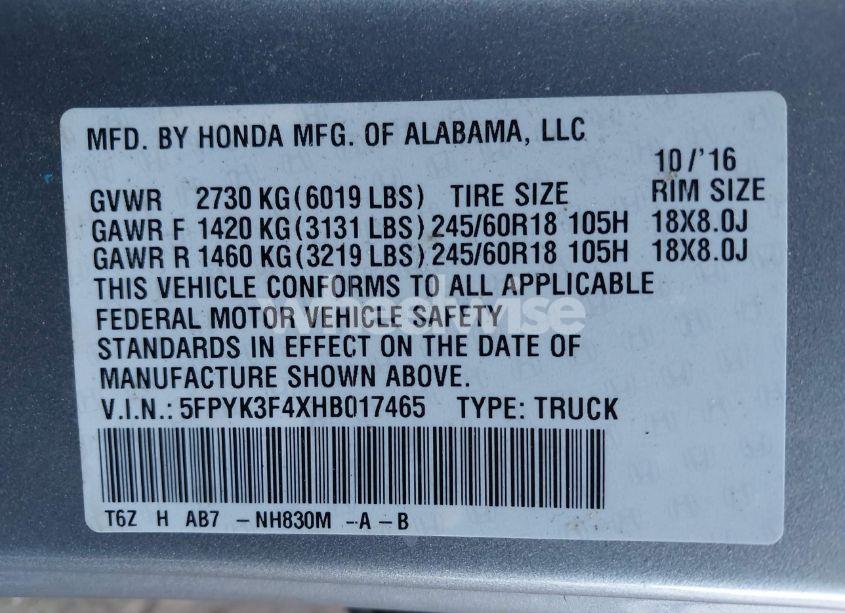 MFD. BY HONDA MFG. OF ALABAMA, LLC
10/'16
GVWR 2730 KG(6019 LBS) TIRE SIZE RIM SIZE
GAWR F 1420 KG(3131 LBS) 245/60R18 105H 18X8.0J
GAWR R 1460 KG(3219 LBS) 245/60R18 105H 18X8.0J
THIS VEHICLE CONFORMS TO ALL APPLICABLE
FEDERAL MOTOR VEHICLE SAFETY
STANDARDS IN EFFECT ON THE DATE OF
MANUFACTURE SHOWN ABOVE.
V.I.N.: 5FPYK3F4XHB017465 TYPE: TRUCK
T6Z H AB7 -NH830M -A-B
wheelwise